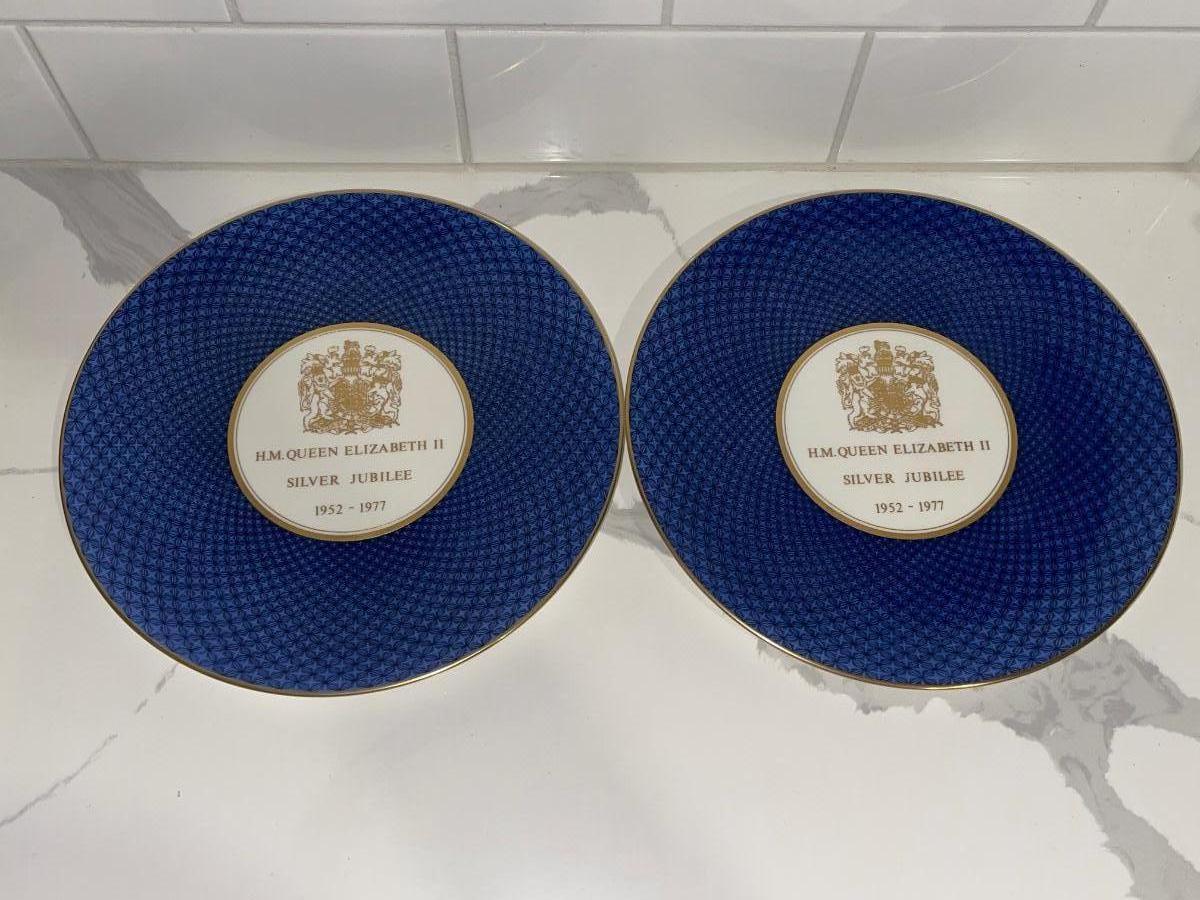 H.M. QUEEN ELIZABETH II
SILVER JUBILEE
1952 - 1977
H.M. QUEEN ELIZABETH II
SILVER JUBILEE
1952 - 1977